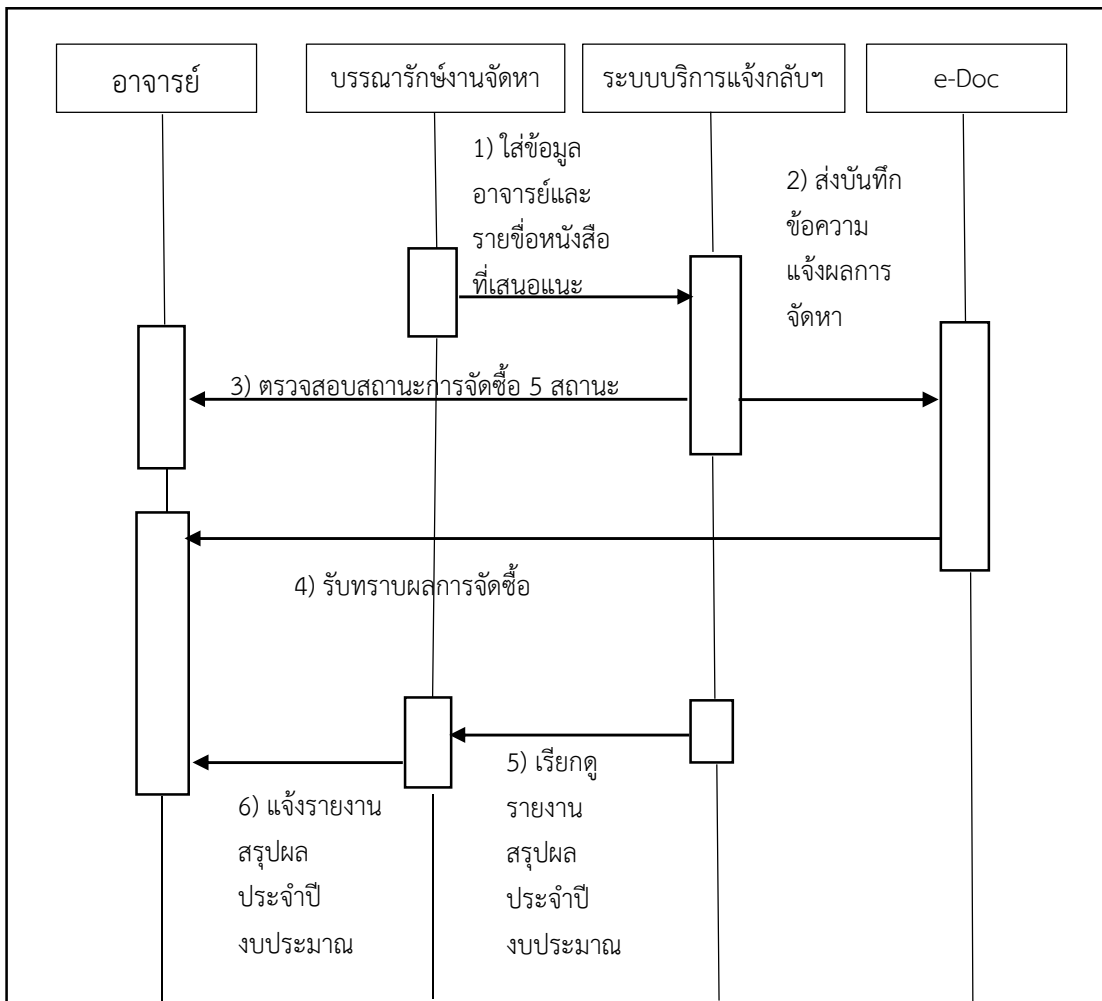 อาจารย์
บรรณารักษ์งานจัดหา
ระบบบริการแจ้งกลับฯ
e-Doc
1) ใส่ข้อมูล
อาจารย์และ
รายชื่อหนังสือ
ที่เสนอแนะ
2) ส่งบันทึก
ข้อความ
แจ้งผลการ
จัดหา
3) ตรวจสอบสถานะการจัดซื้อ 5 สถานะ
4) รับทราบผลการจัดซื้อ
5) เรียกดู
รายงาน
สรุปผล
ประจำปี
งบประมาณ
6) แจ้งรายงาน
สรุปผล
ประจำปี
งบประมาณ